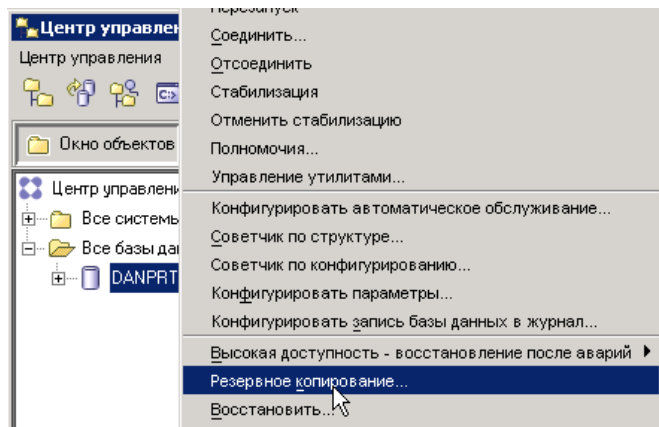 Центр управлен
Центр управления
Окно объектов
Центр управлени
Все системы
Все базы да
DANPRT
Перезапуск
Соединить...
Отсоединить
Стабилизация
Отменить стабилизацию
Полномочия...
Управление утилитами...
Конфигурировать автоматическое обслуживание...
Советчик по структуре...
Советчик по конфигурированию...
Конфигурировать параметры...
Конфигурировать запись базы данных в журнал...
Высокая доступность - восстановление после аварий
Резервное копирование...
Восстановить...